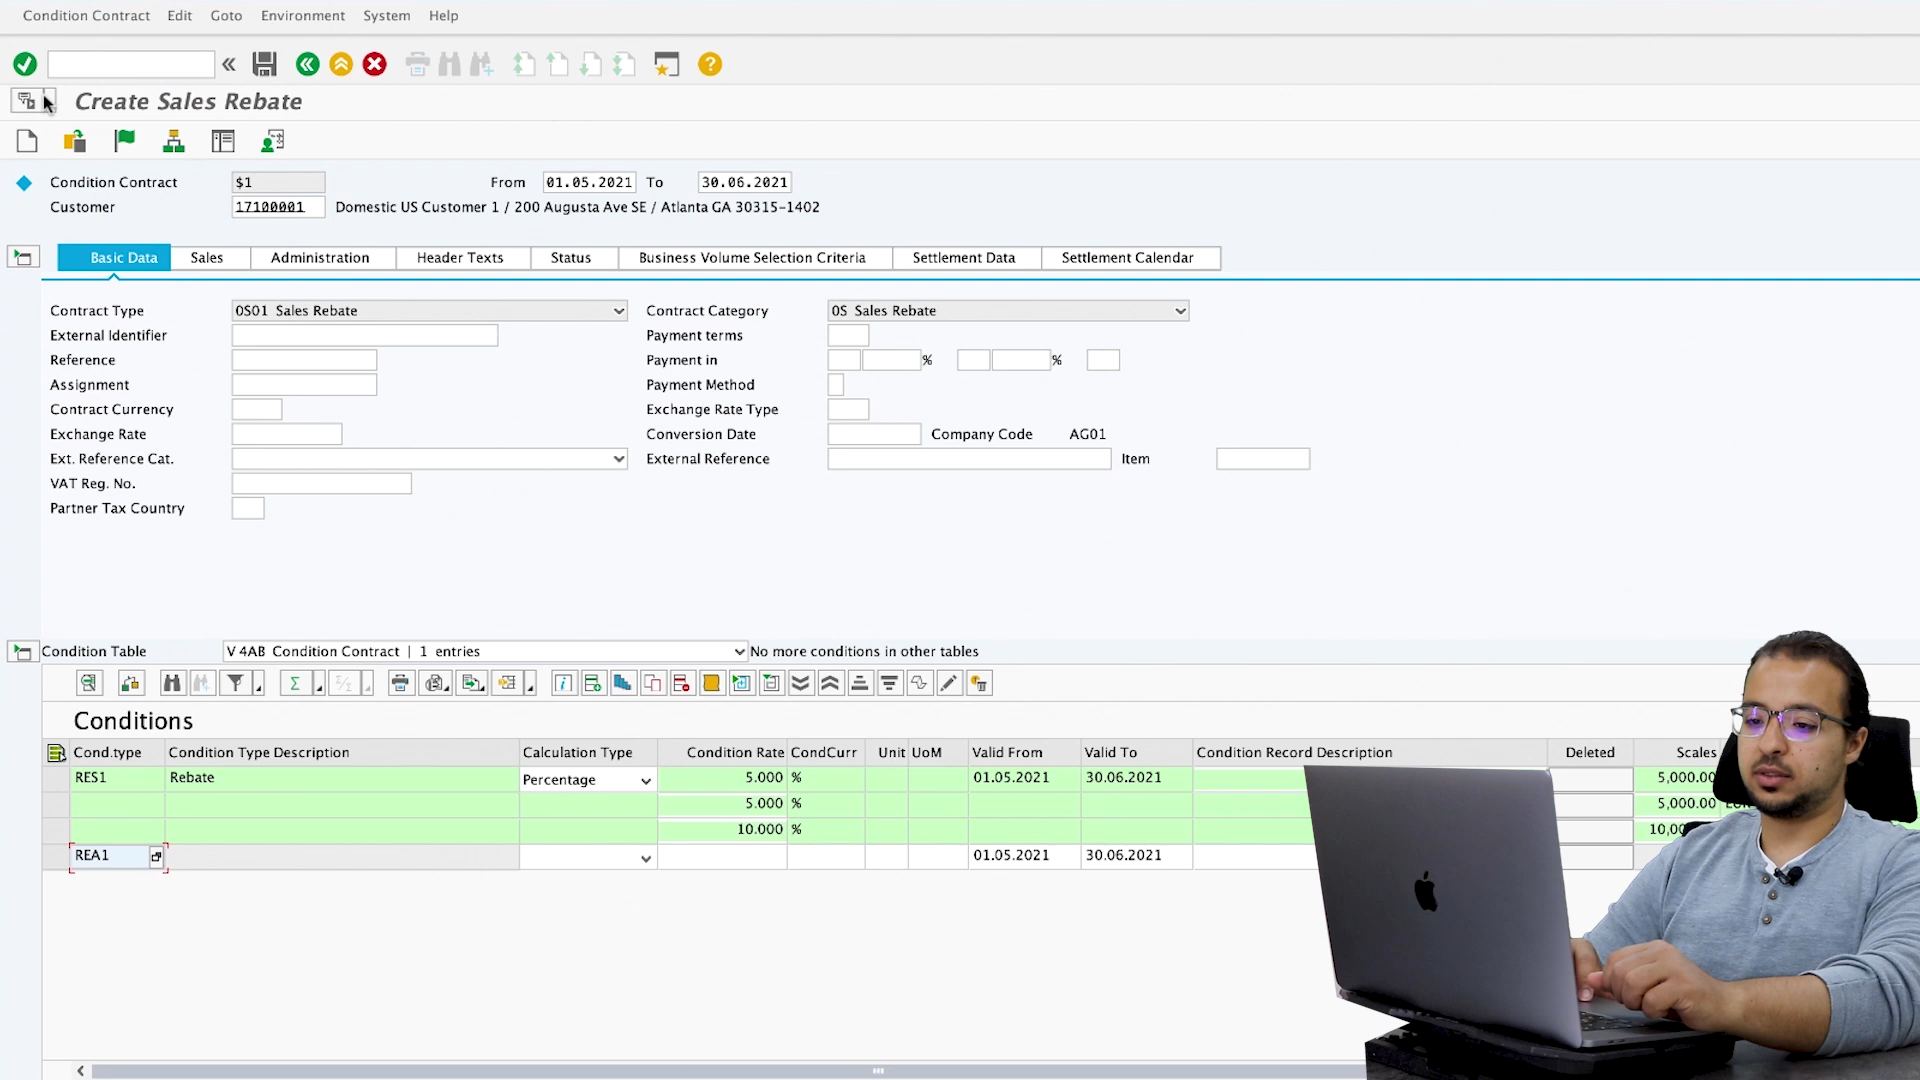 Condition Contract Edit Goto Environment System Help
Create Sales Rebate
Condition Contract $1 From 01.05.2021 To 30.06.2021
Customer 17100001 Domestic US Customer 1 / 200 Augusta Ave SE / Atlanta GA 30315-1402
Basic Data Sales Administration Header Texts Status Business Volume Selection Criteria Settlement Data Settlement Calendar
Contract Type 0S01 Sales Rebate Contract Category 0S Sales Rebate
External Identifier Payment terms
Reference Payment in % %
Assignment Payment Method
Contract Currency Exchange Rate Type
Exchange Rate Conversion Date Company Code AG01
Ext. Reference Cat. External Reference Item
VAT Reg. No.
Partner Tax Country
Condition Table V 4AB Condition Contract | 1 entries No more conditions in other tables
Conditions
Cond.type Condition Type Description Calculation Type Condition Rate CondCurr Unit UoM Valid From Valid To Condition Record Description Deleted Scales
RES1 Rebate Percentage 5.000 % 01.05.2021 30.06.2021 5,000.00
5.000 % 5,000.00
10.000 %
REA1 01.05.2021 30.06.2021